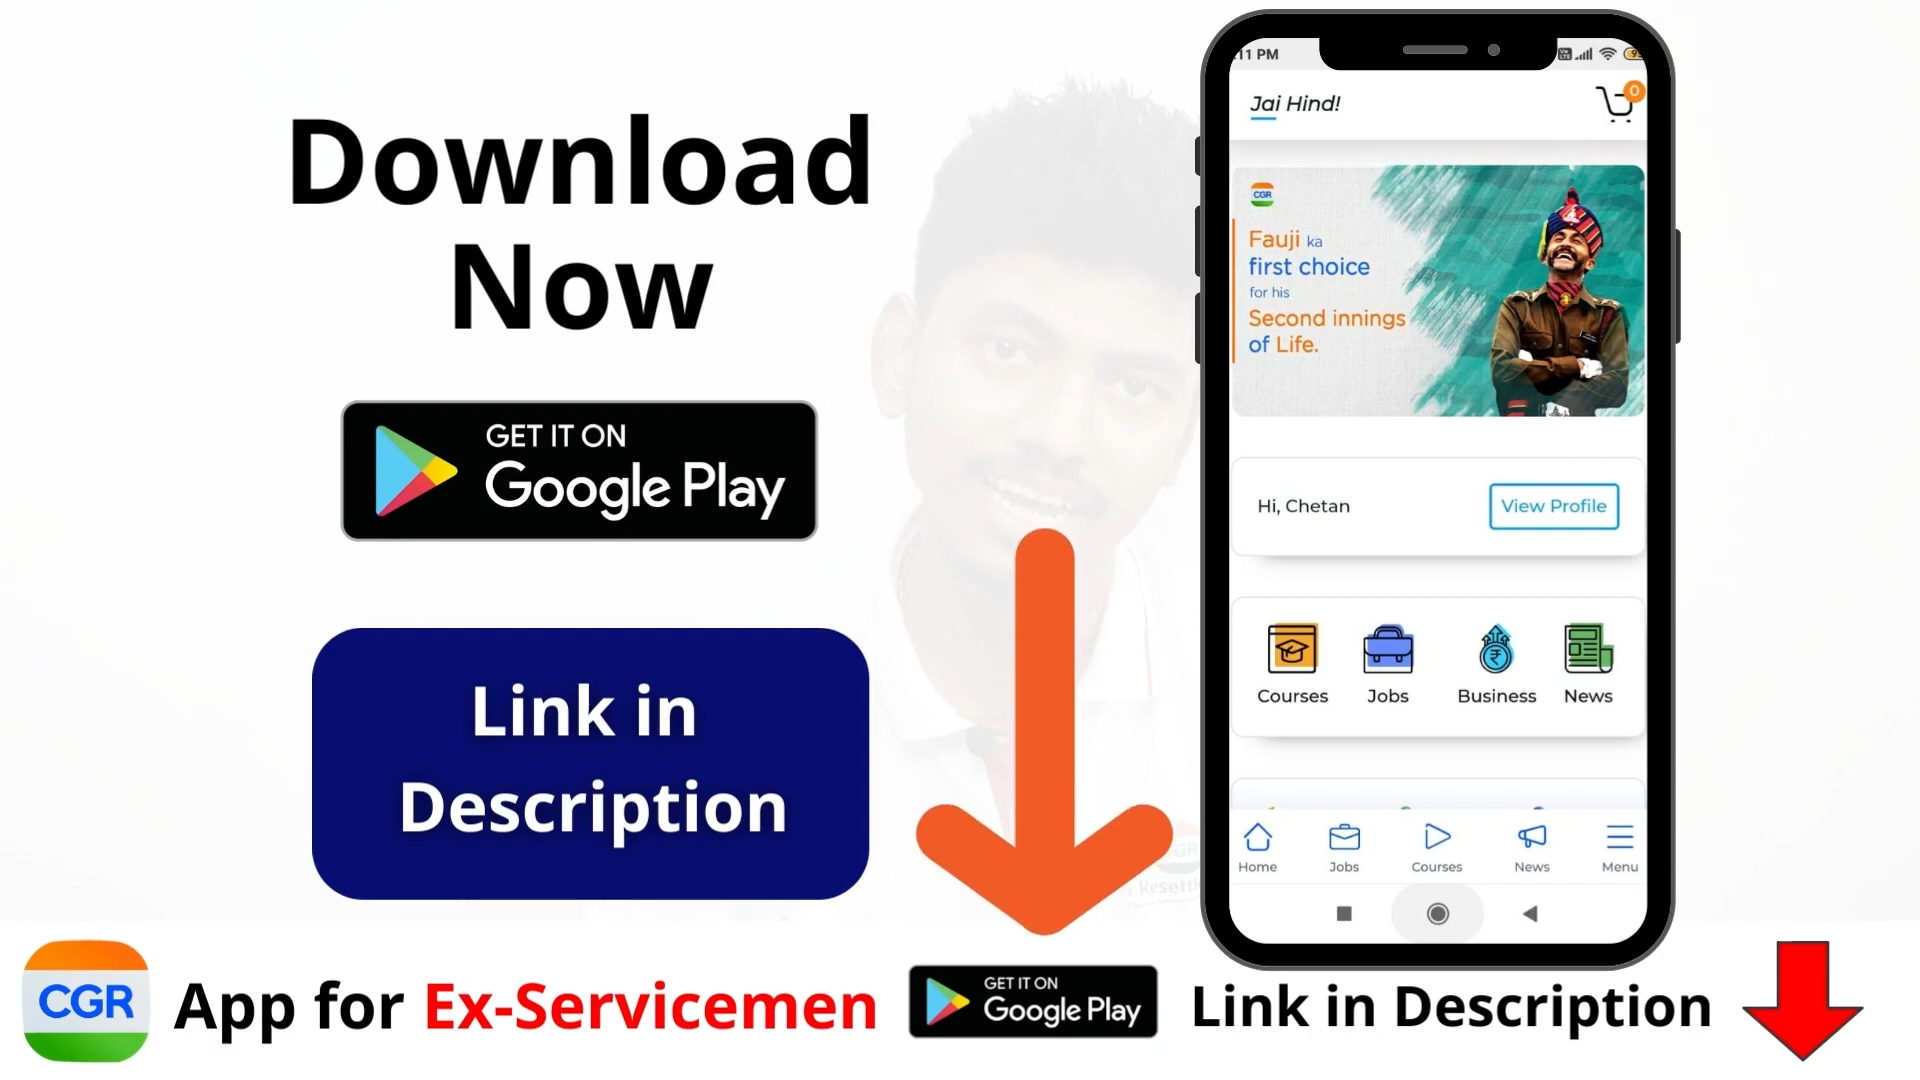 Download
Now
GET IT ON
Google Play
Link in
Description
11 PM
Jai Hind!
0
CGR
Fauji ka
first choice
for his
Second innings
of Life.
Hi, Chetan
View Profile
Courses Jobs Business News
Home Jobs Courses News Menu
CGR
App for Ex-Servicemen
GET IT ON
Google Play
Link in Description